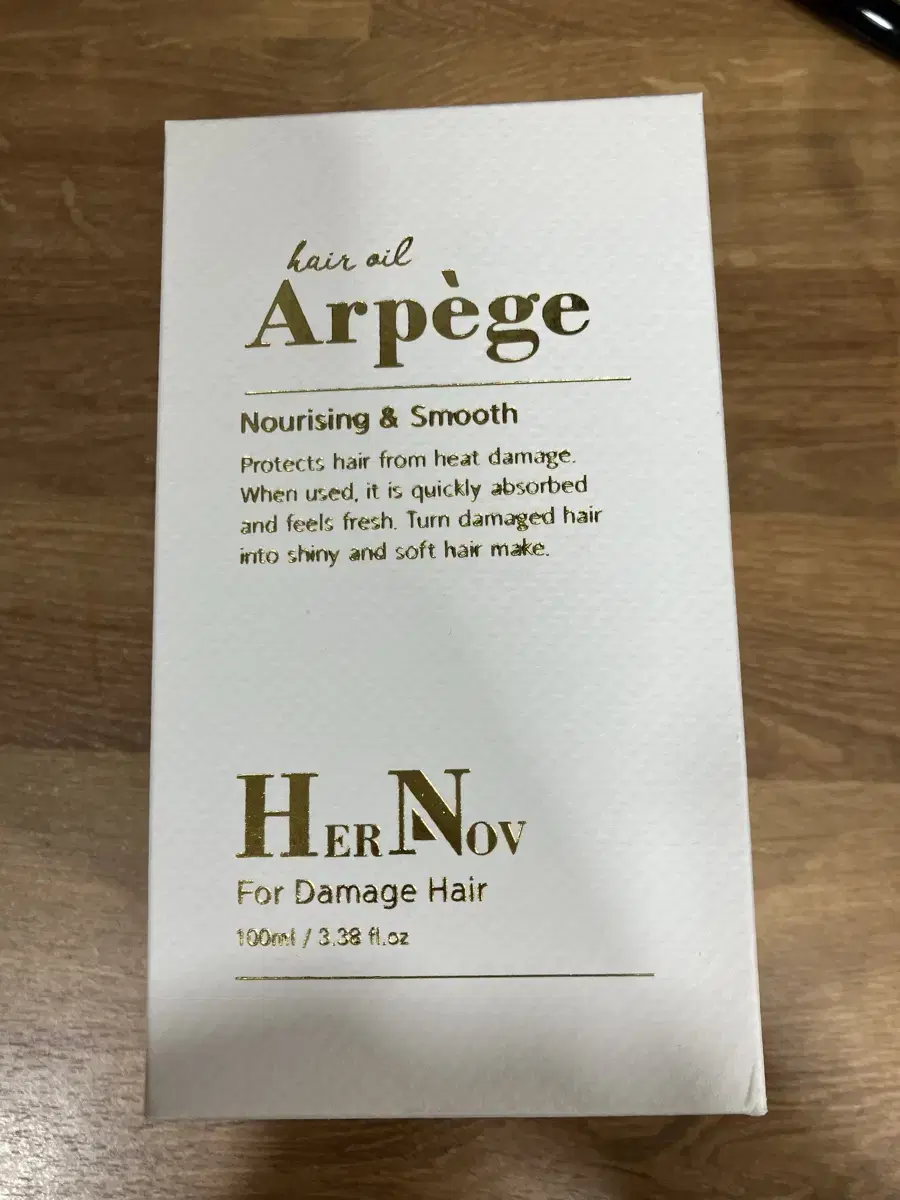 hair oil
Arpège
Nourising & Smooth
Protects hair from heat damage.
When used, it is quickly absorbed
and feels fresh. Turn damaged hair
into shiny and soft hair make.
HERNOV
For Damage Hair
100ml / 3.38 fl.oz